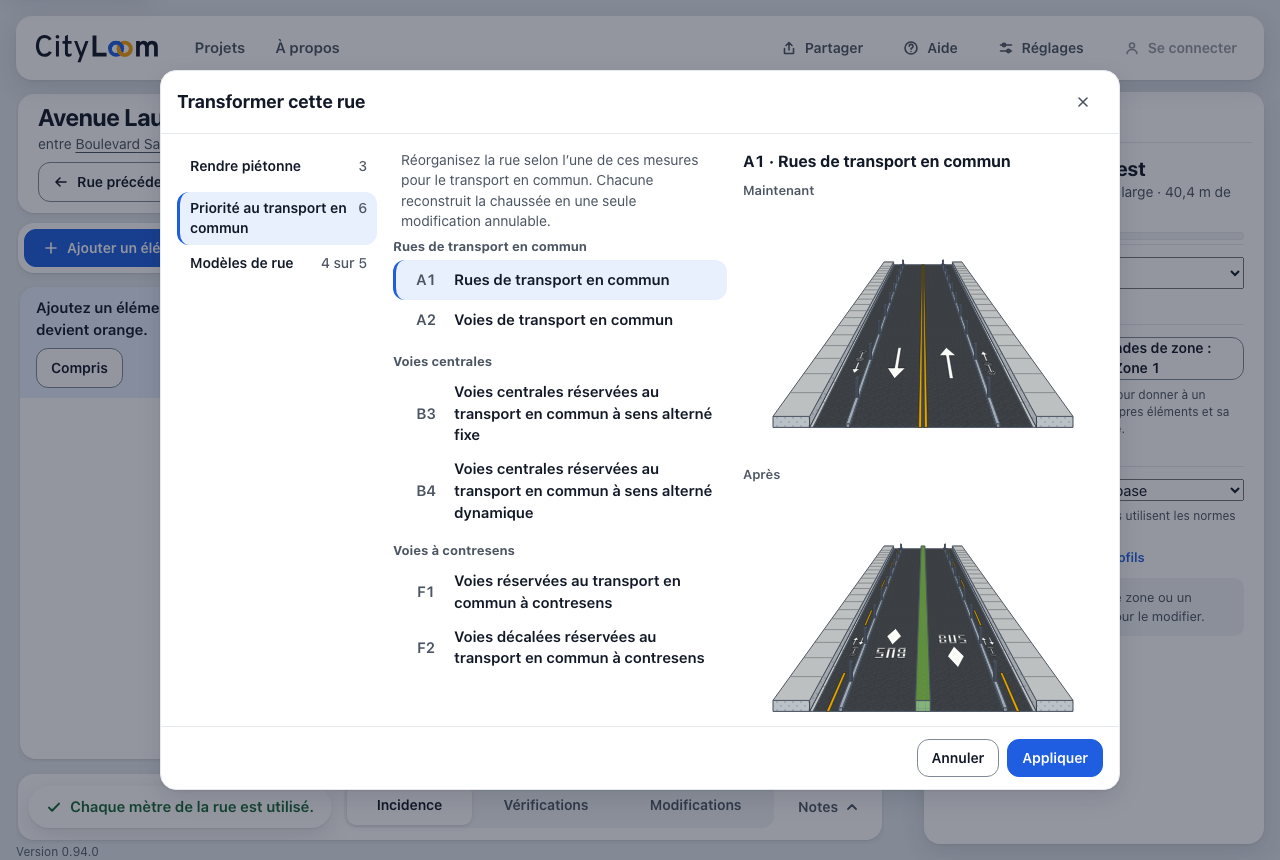 CityLoom
Projets
À propos
Partager
Aide
Réglages
Se connecter
Avenue Lau
entre Boulevard Sa
Rue précéde
Ajouter un élé
Ajoutez un élémе
devient orange.
Compris
Transformer cette rue
Rendre piétonne 3
Priorité au transport en 6
commun
Modèles de rue 4 sur 5
Réorganisez la rue selon l’une de ces mesures
pour le transport en commun. Chacune
reconstruit la chaussée en une seule
modification annulable.
Rues de transport en commun
A1 Rues de transport en commun
A2 Voies de transport en commun
Voies centrales
Voies centrales réservées au
B3 transport en commun à sens alterné
fixe
Voies centrales réservées au
B4 transport en commun à sens alterné
dynamique
Voies à contresens
F1 Voies réservées au transport en
commun à contresens
F2 Voies décalées réservées au
transport en commun à contresens
A1 · Rues de transport en commun
Maintenant
Après
BUS
BUS
Annuler
Appliquer
est
large · 40,4 m de
des de zone :
Zone 1
our donner à un
pres éléments et sa
base
s utilisent les normes
ofils
zone ou un
our le modifier.
Chaque mètre de la rue est utilisé.
Incidence
Vérifications
Modifications
Notes
Version 0.94.0